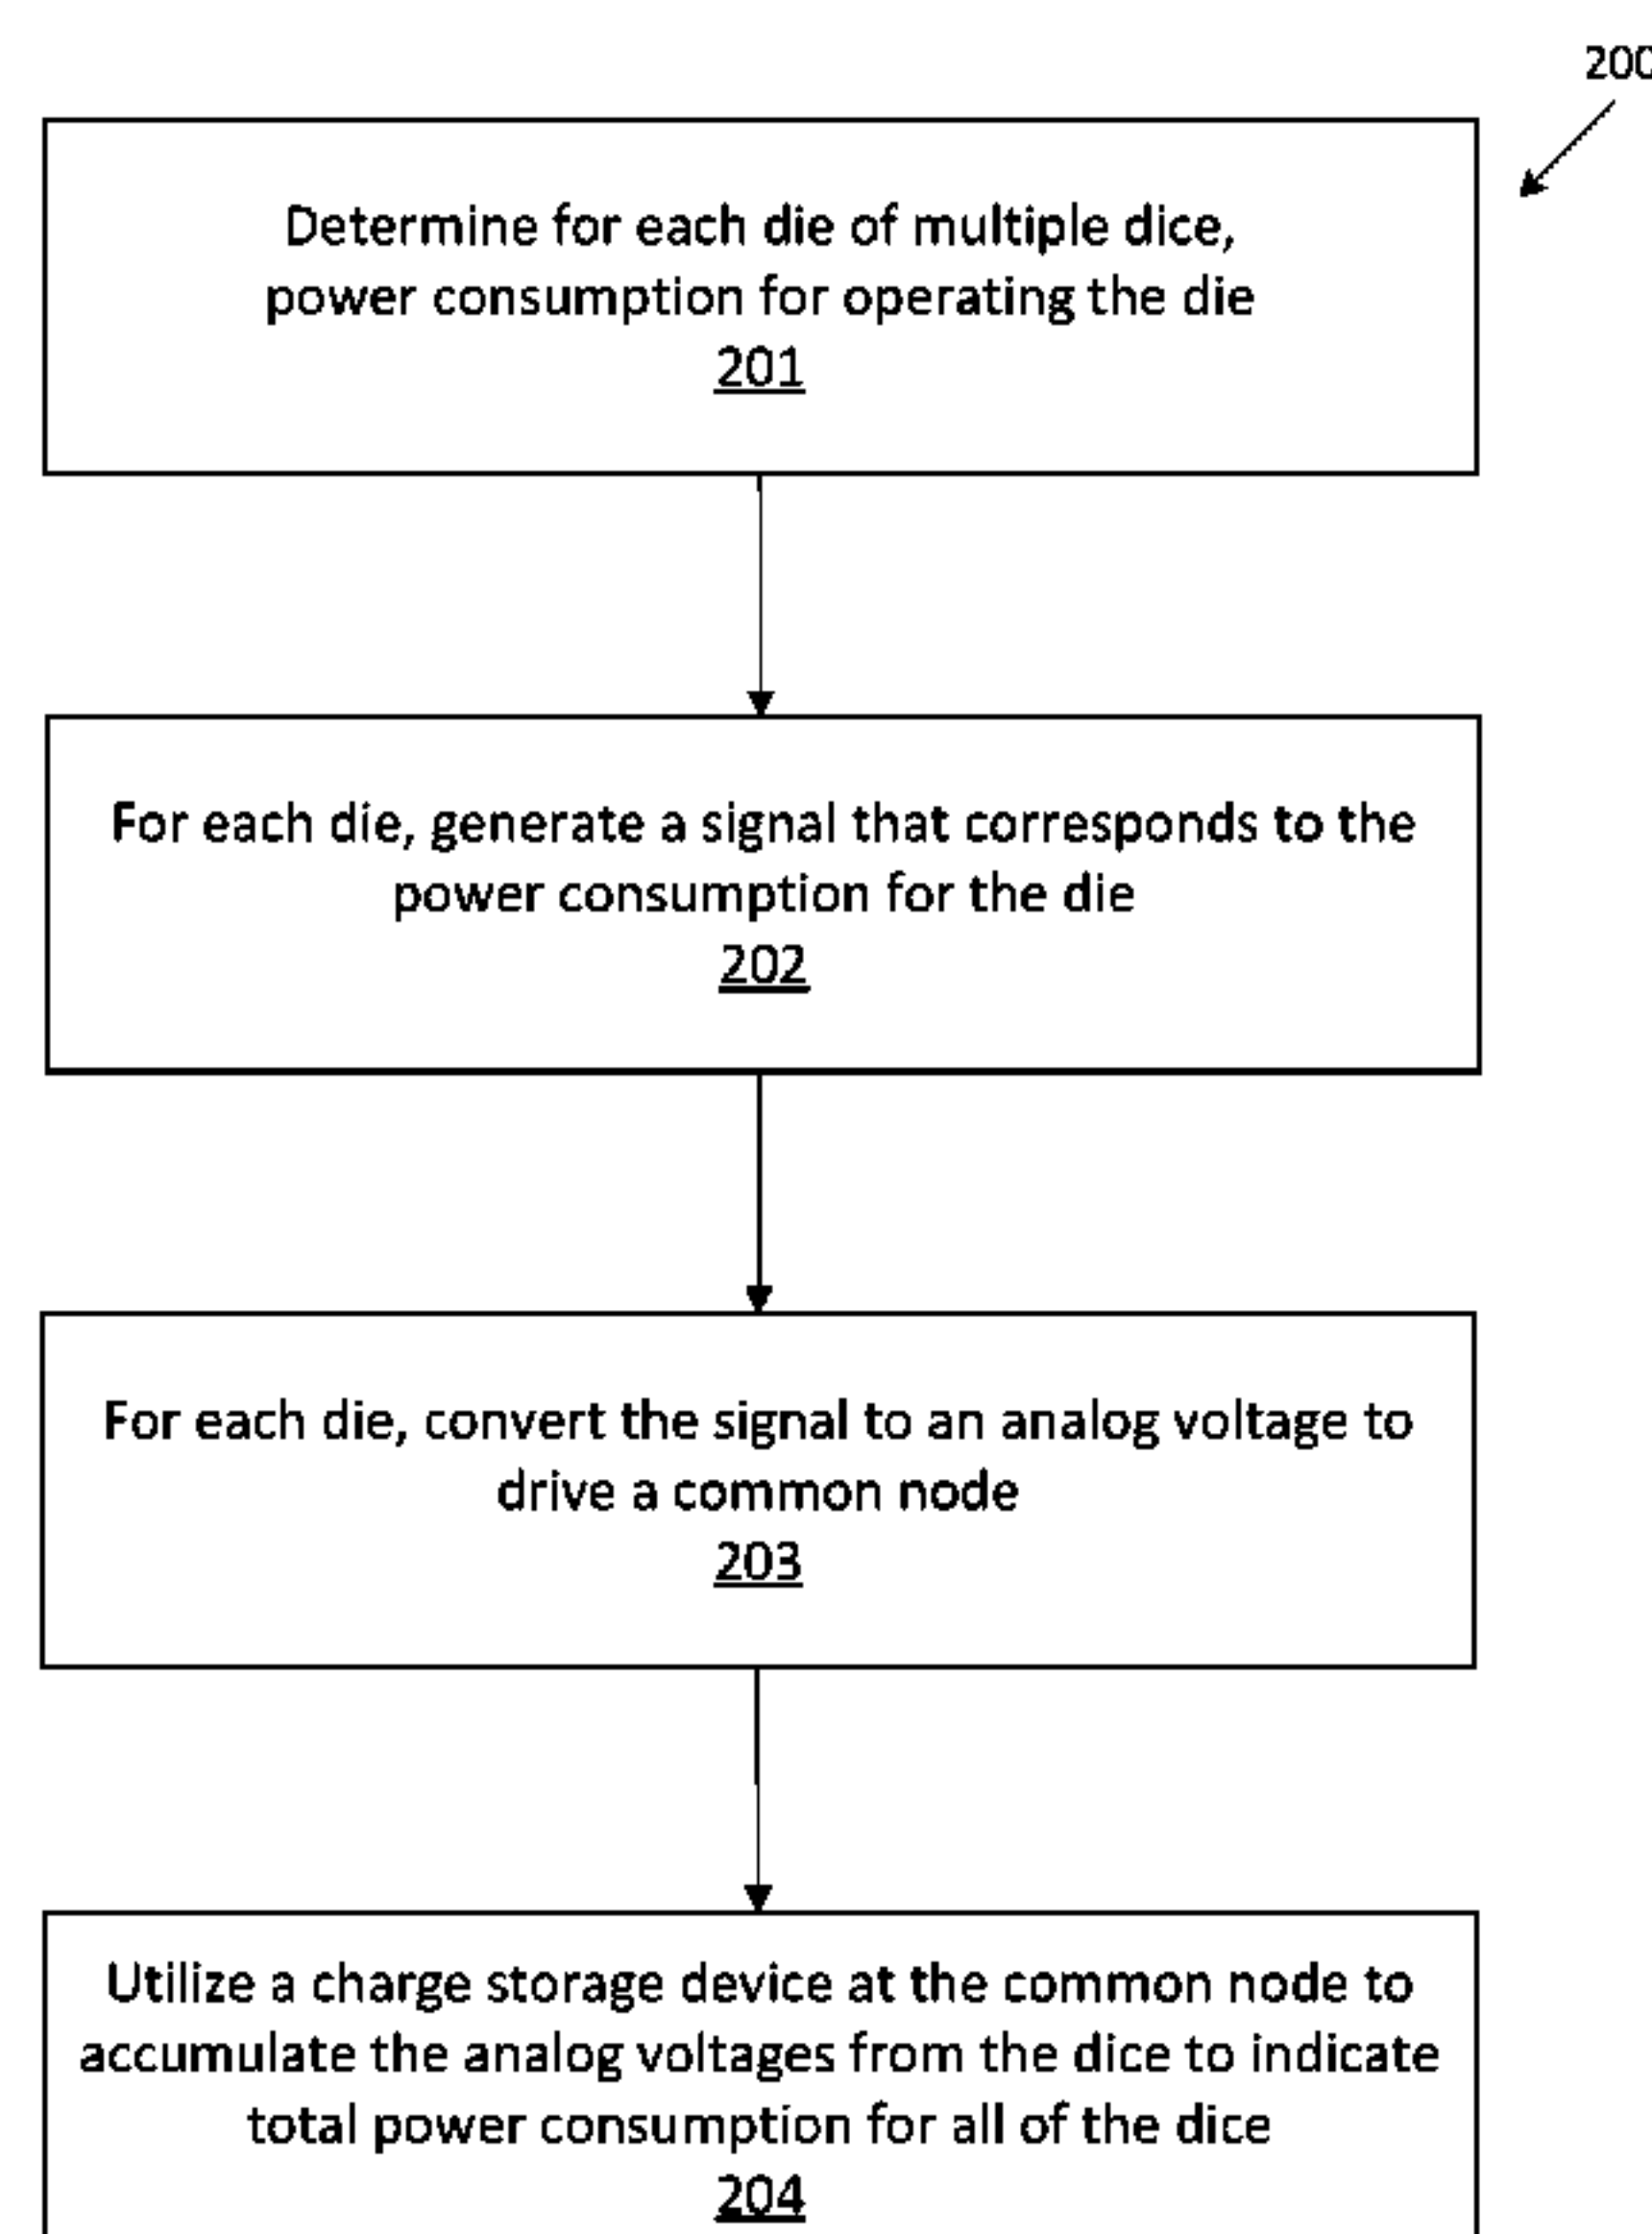 200
Determine for each die of multiple dice,
power consumption for operating the die
201
For each die, generate a signal that corresponds to the
power consumption for the die
202
For each die, convert the signal to an analog voltage to
drive a common node
203
Utilize a charge storage device at the common node to
accumulate the analog voltages from the dice to indicate
total power consumption for all of the dice
204